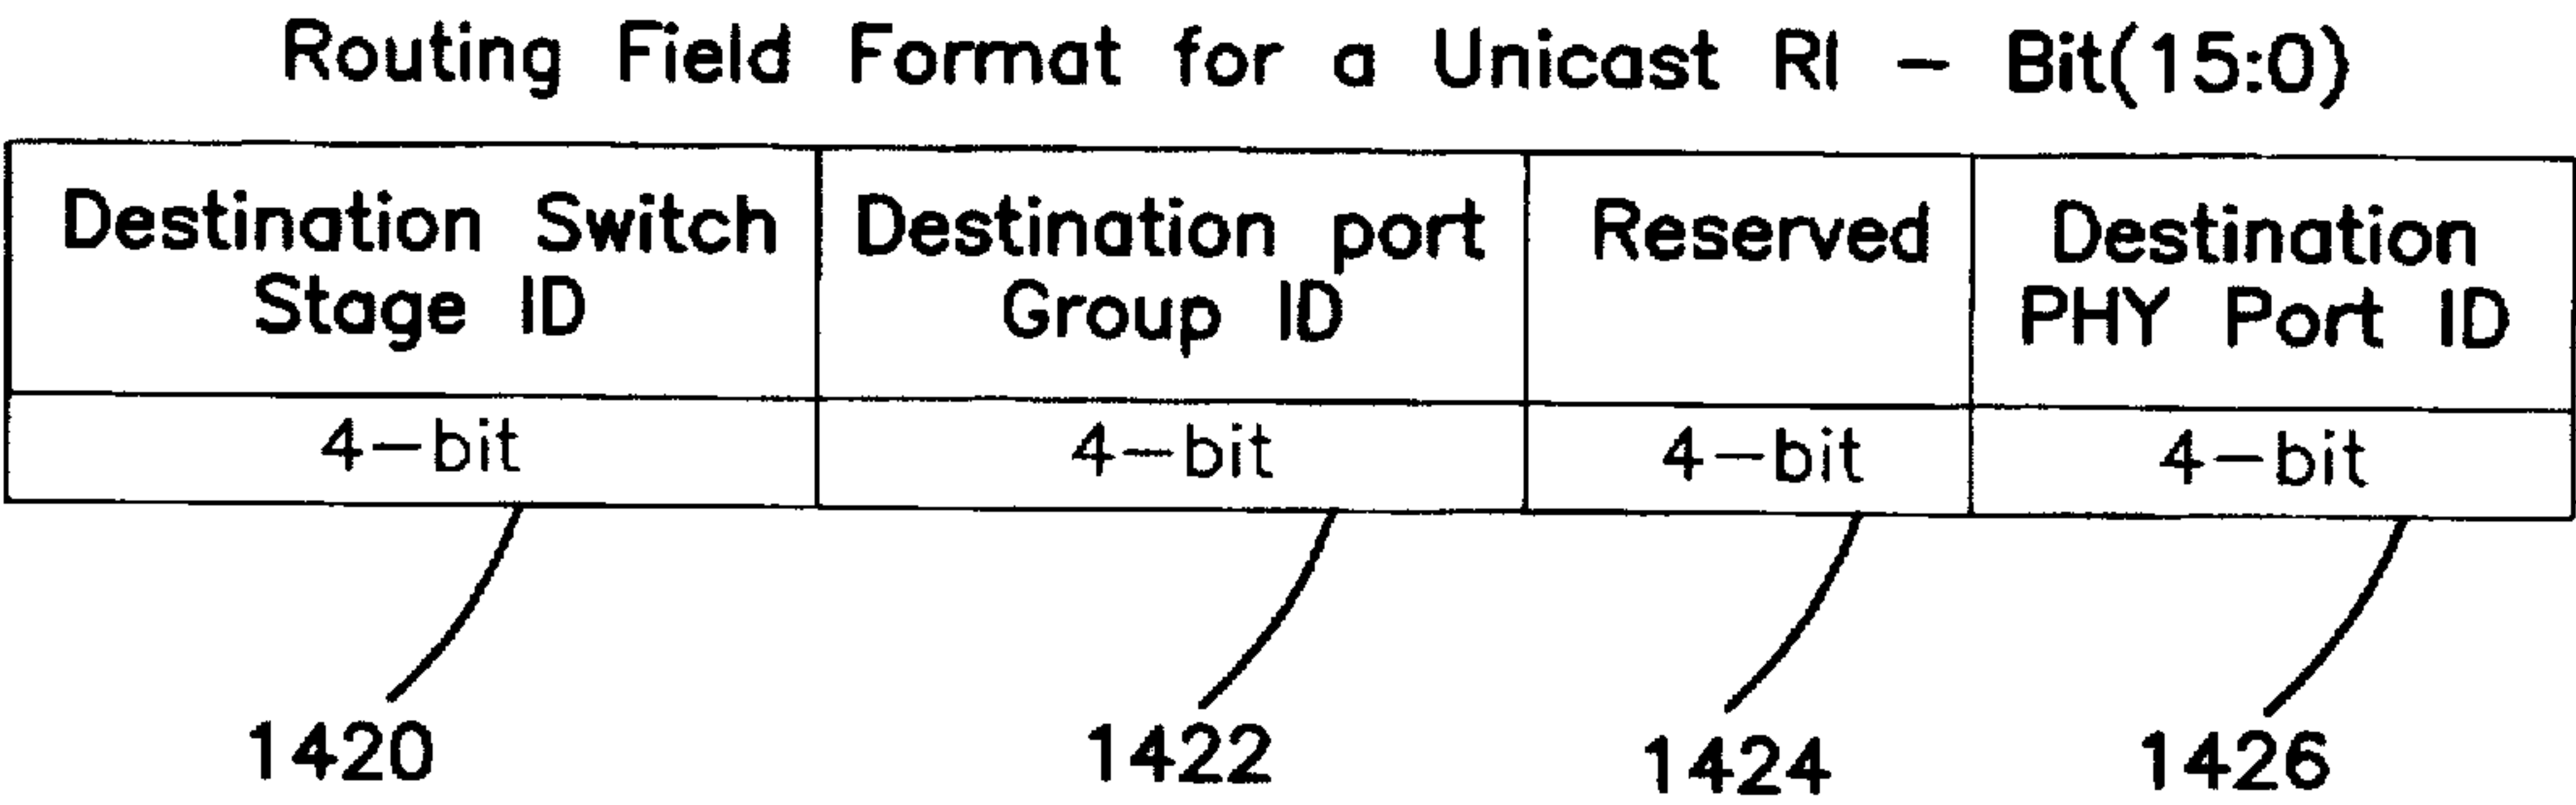 Routing Field Format for a Unicast RI – Bit(15:0)
Destination Switch
Stage ID
Destination port
Group ID
Reserved
Destination
PHY Port ID
4–bit
4–bit
4–bit
4–bit
1420
1422
1424
1426